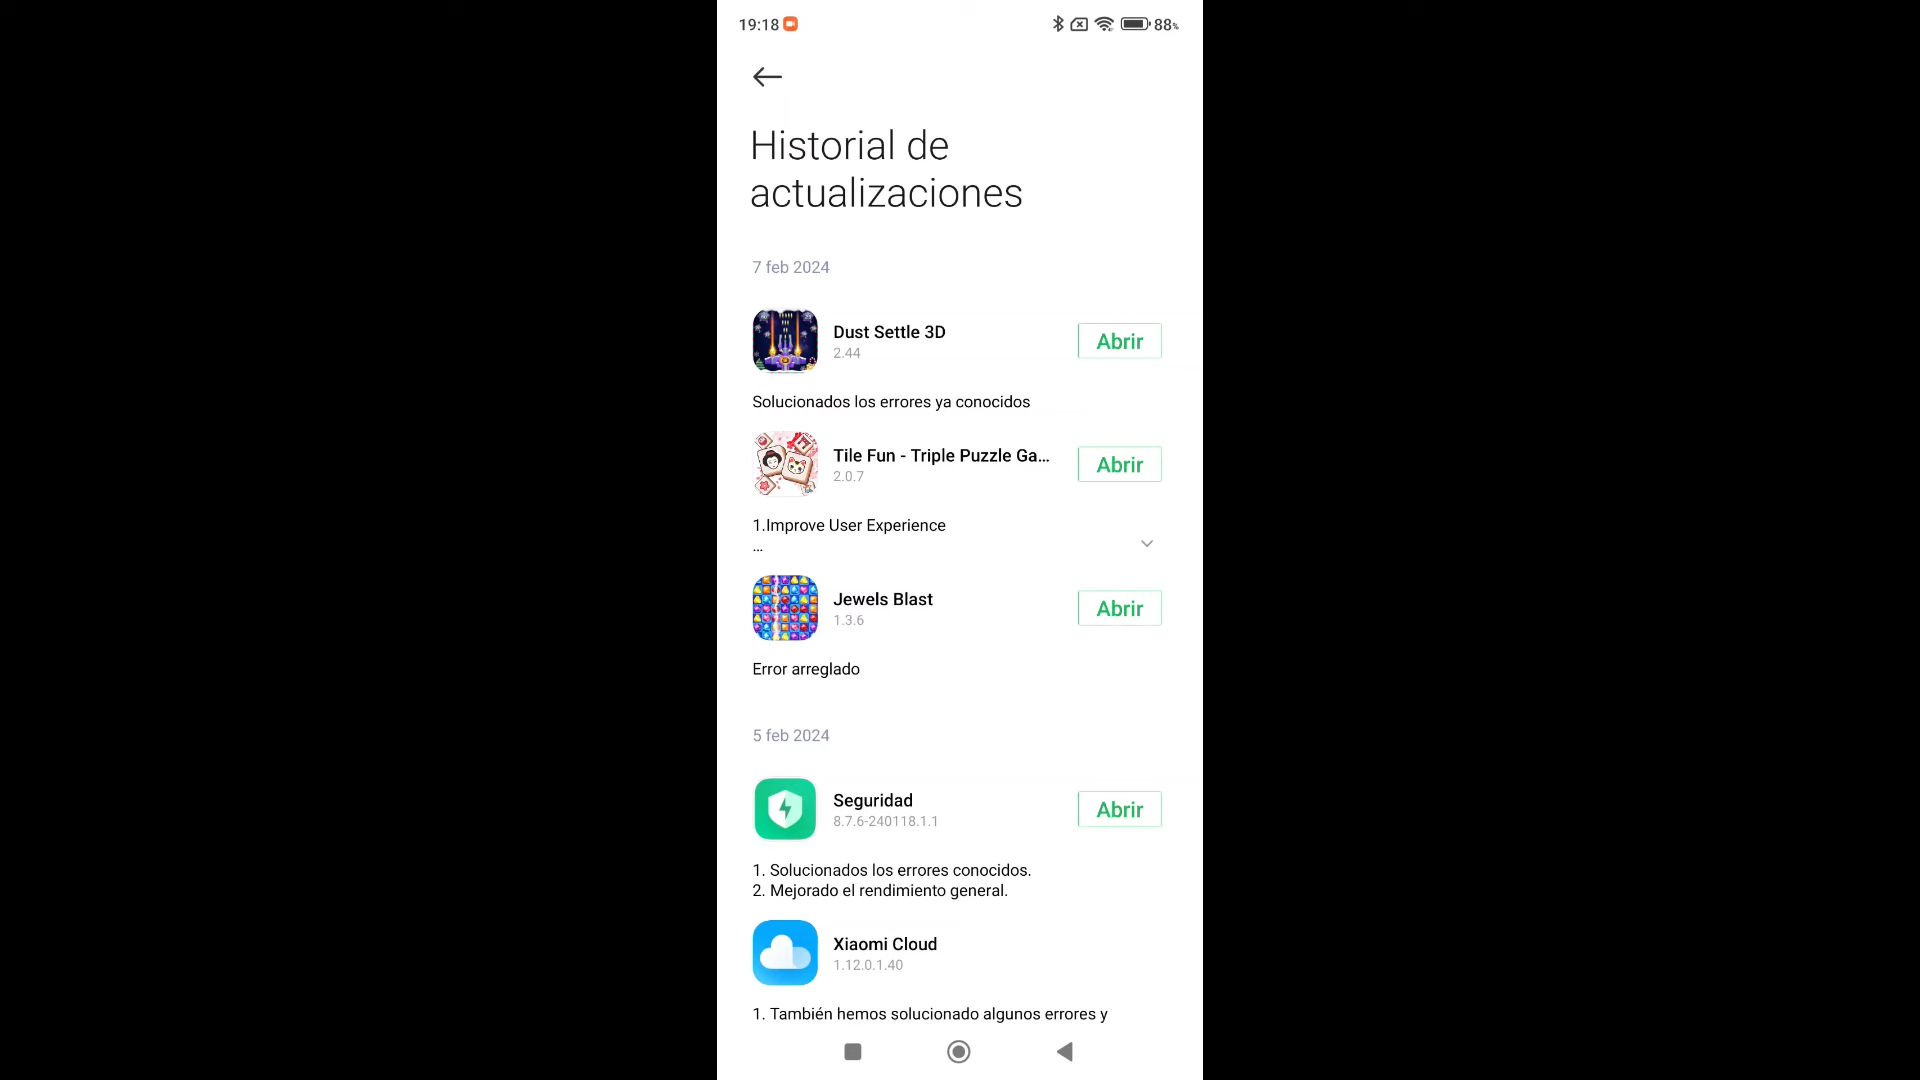 19:18
88%
Historial de
actualizaciones
7 feb 2024
Dust Settle 3D
2.44
Abrir
Solucionados los errores ya conocidos
Tile Fun - Triple Puzzle Ga...
2.0.7
Abrir
1.Improve User Experience
...
Jewels Blast
1.3.6
Abrir
Error arreglado
5 feb 2024
Seguridad
8.7.6-240118.1.1
Abrir
1. Solucionados los errores conocidos.
2. Mejorado el rendimiento general.
Xiaomi Cloud
1.12.0.1.40
1. También hemos solucionado algunos errores y